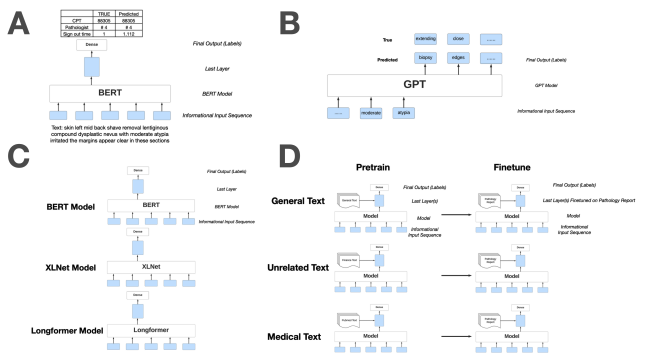 A
TRUE Predicted
CPT 88305 88305
Pathologist # 4 # 4
Sign out time 1 1.112
Dense
Final Output (Labels)
Last Layer
BERT
BERT Model
Informational Input Sequence
Text: skin left mid back shave removal lentiginous
compound dysplastic nevus with moderate atypia
irritated the margins appear clear in these sections
B
True extending close ......
Predicted biopsy edges ...... Final Output (Labels)
GPT
GPT Model
...... moderate atypia
Informational Input Sequence
C
Dense
Final Output (Labels)
Last Layer
BERT Model
BERT
BERT Model
Informational Input Sequence
Dense
XLNet Model
XLNet
Dense
Longformer Model
Longformer
D
Pretrain Finetune
General Text
Dense
Final Output (Labels)
General Text
Last Layer(s)
Model
Model
Informational
Input Sequence
Dense
Final Output (Labels)
Pathology
Report
Last Layer(s) Finetuned on Pathology Report
Model
Model
Informational
Input Sequence
Unrelated Text
Dense
Model
Dense
Pathology
Report
Model
Medical Text
Dense
Model
Dense
Pathology
Report
Model